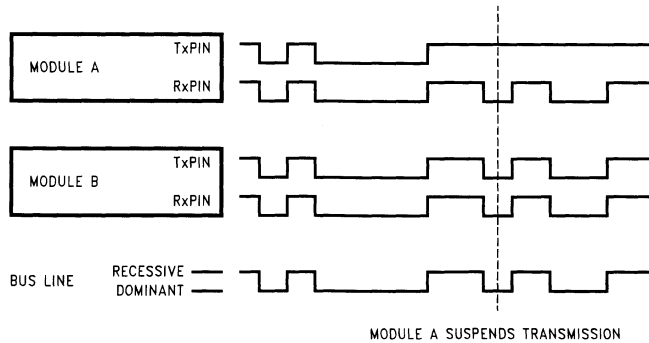 TxPIN
MODULE A
RxPIN
TxPIN
MODULE B
RxPIN
RECESSIVE
BUS LINE
DOMINANT
MODULE A SUSPENDS TRANSMISSION